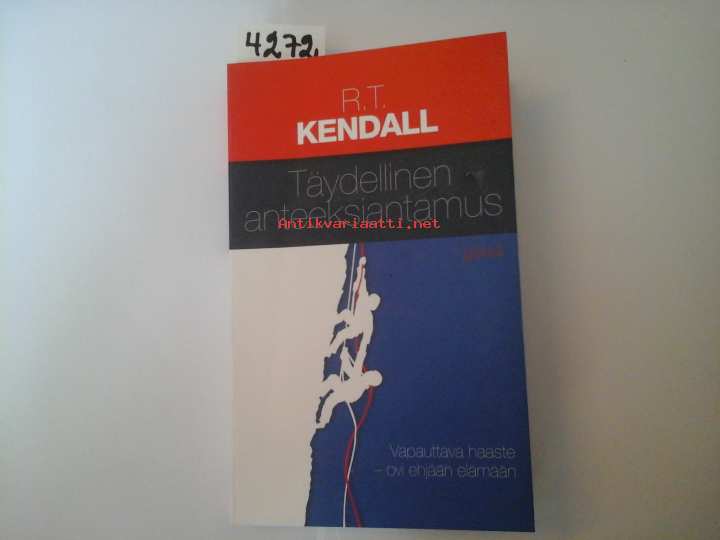 4272.
R.T.
KENDALL
Täydellinen
anteeksiantamus
Antikvariaatti.net
Vapauttava haaste
– ovi ehjään elämään